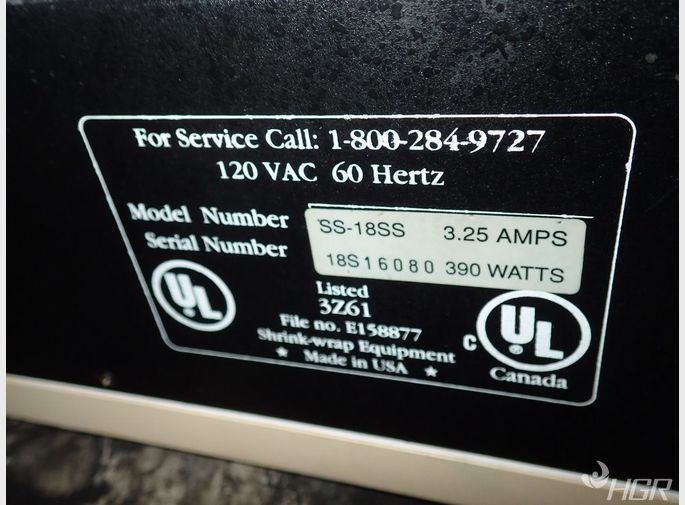 For Service Call: 1-800-284-9727
120 VAC 60 Hertz
Model Number SS-18SS 3.25 AMPS
Serial Number 18S16080 390 WATTS
UL
Listed
3Z61
File no. E158877
Shrink-wrap Equipment
★ Made in USA ★
C UL
Canada
HGR